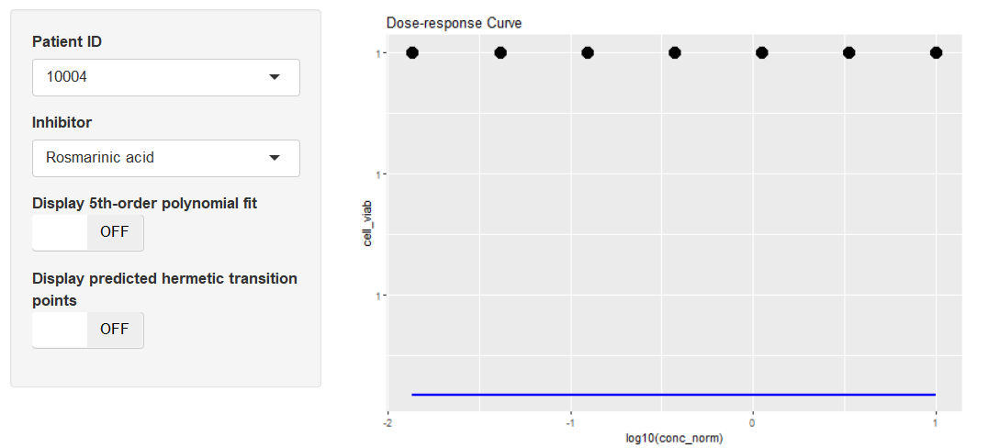 Patient ID
10004
Inhibitor
Rosmarinic acid
Display 5th-order polynomial fit
OFF
Display predicted hermetic transition
points
OFF
Dose-response Curve
1
1
1
cell_viab
-2
-1
0
1
log10(conc_norm)